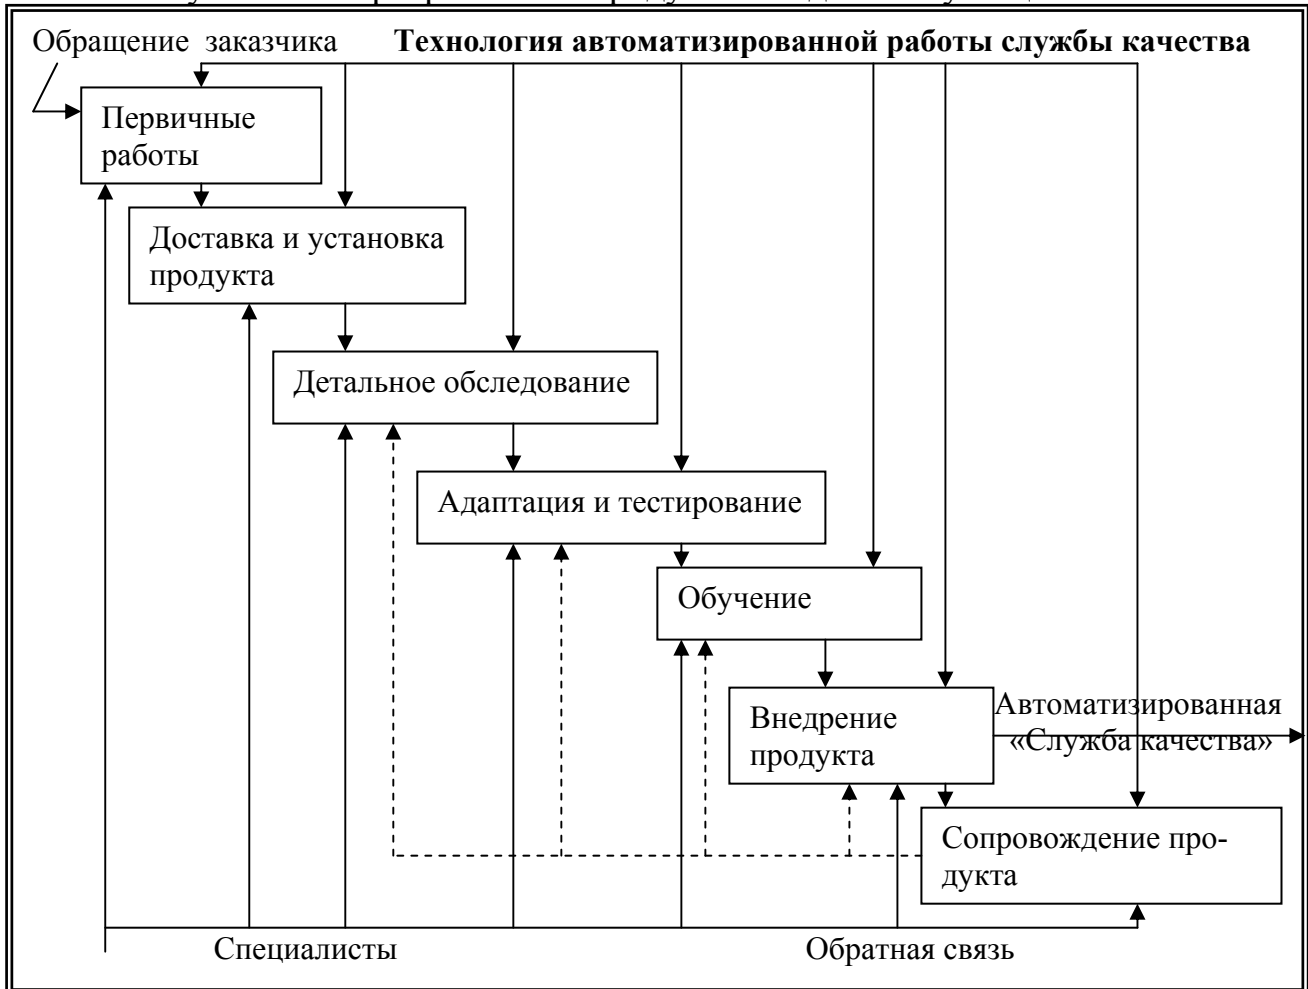 Обращение заказчика
Технология автоматизированной работы службы качества
Первичные
работы
Доставка и установка
продукта
Детальное обследование
Адаптация и тестирование
Обучение
Внедрение
продукта
Автоматизированная
«Служба качества»
Сопровождение про-
дукта
Специалисты
Обратная связь